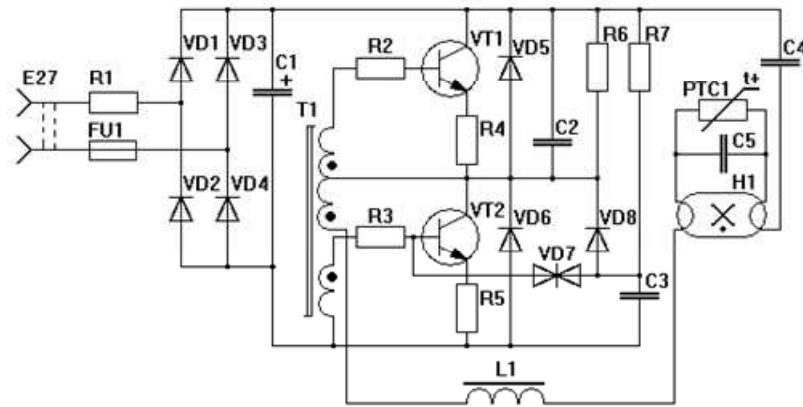 E27
R1
FU1
VD1
VD3
VD2
VD4
C1
+
T1
R2
VT1
R4
VD5
C2
R6
R7
C4
t+
PTC1
C5
H1
R3
VT2
R5
VD6
VD7
VD8
C3
L1